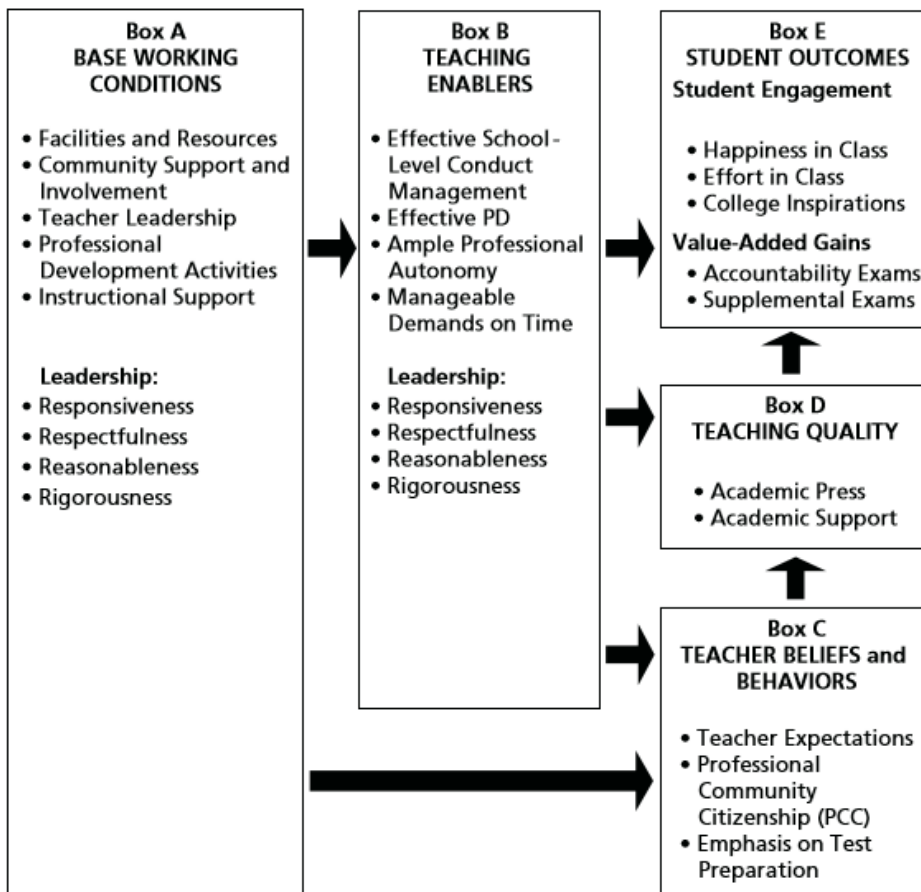 Box A
BASE WORKING
CONDITIONS
• Facilities and Resources
• Community Support and
Involvement
• Teacher Leadership
• Professional
Development Activities
• Instructional Support
Leadership:
• Responsiveness
• Respectfulness
• Reasonableness
• Rigorousness
Box B
TEACHING
ENABLERS
• Effective School-
Level Conduct
Management
• Effective PD
• Ample Professional
Autonomy
• Manageable
Demands on Time
Leadership:
• Responsiveness
• Respectfulness
• Reasonableness
• Rigorousness
Box E
STUDENT OUTCOMES
Student Engagement
• Happiness in Class
• Effort in Class
• College Inspirations
Value-Added Gains
• Accountability Exams
• Supplemental Exams
Box D
TEACHING QUALITY
• Academic Press
• Academic Support
Box C
TEACHER BELIEFS and
BEHAVIORS
• Teacher Expectations
• Professional
Community
Citizenship (PCC)
• Emphasis on Test
Preparation